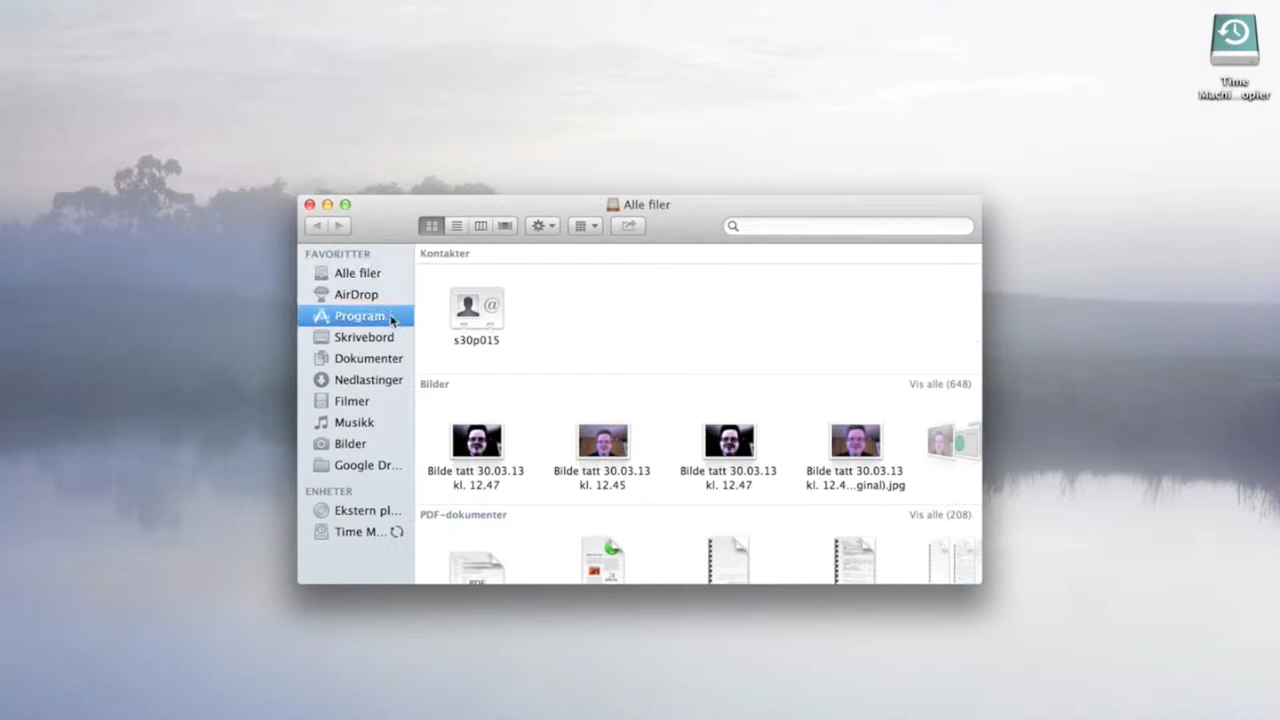 Time
Machi...opier
Alle filer
FAVORITTER
Alle filer
AirDrop
Program
Skrivebord
Dokumenter
Nedlastinger
Filmer
Musikk
Bilder
Google Dr...
ENHETER
Ekstern pl...
Time M...
Kontakter
@
s30p015
Bilder
Vis alle (648)
Bilde tatt 30.03.13
kl. 12.47
Bilde tatt 30.03.13
kl. 12.45
Bilde tatt 30.03.13
kl. 12.47
Bilde tatt 30.03.13
kl. 12.4...ginal).jpg
PDF-dokumenter
Vis alle (208)
PDF